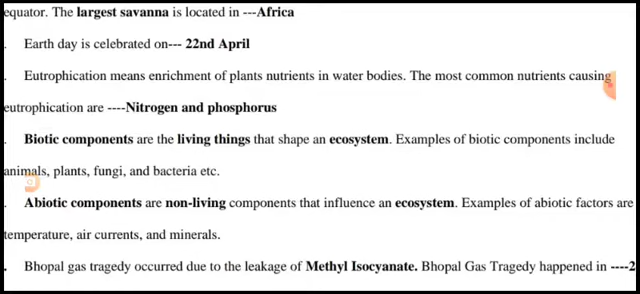 equator. The largest savanna is located in ---Africa
. Earth day is celebrated on--- 22nd April
. Eutrophication means enrichment of plants nutrients in water bodies. The most common nutrients causing
eutrophication are ----Nitrogen and phosphorus
. Biotic components are the living things that shape an ecosystem. Examples of biotic components include
animals, plants, fungi, and bacteria etc.
. Abiotic components are non-living components that influence an ecosystem. Examples of abiotic factors are
temperature, air currents, and minerals.
. Bhopal gas tragedy occurred due to the leakage of Methyl Isocyanate. Bhopal Gas Tragedy happened in ----2